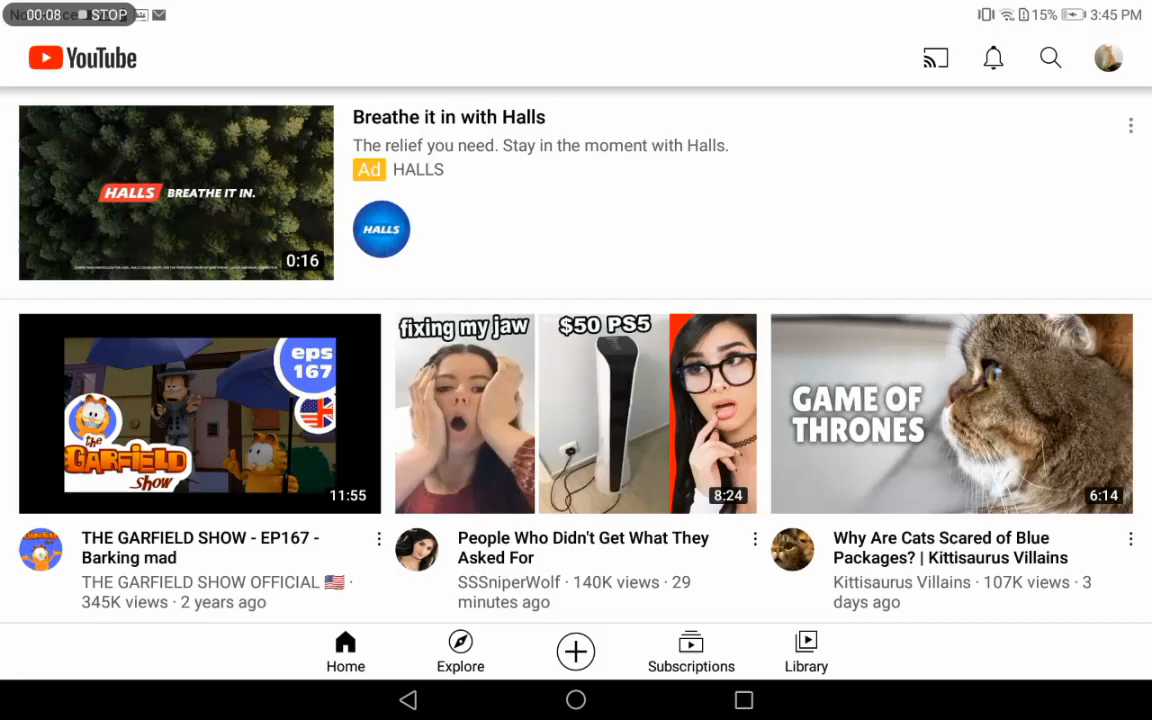 00:08 STOP
15% 3:45 PM
YouTube
Breathe it in with Halls
The relief you need. Stay in the moment with Halls.
Ad HALLS
HALLS BREATHE IT IN.
HALLS
0:16
eps
167
the
GARFIELD
show
11:55
fixing my jaw
$50 PS5
8:24
GAME OF
THRONES
6:14
THE GARFIELD SHOW - EP167 -
Barking mad
THE GARFIELD SHOW OFFICIAL 🇺🇸 ·
345K views · 2 years ago
People Who Didn't Get What They
Asked For
SSSniperWolf · 140K views · 29
minutes ago
Why Are Cats Scared of Blue
Packages? | Kittisaurus Villains
Kittisaurus Villains · 107K views · 3
days ago
Home
Explore
Subscriptions
Library